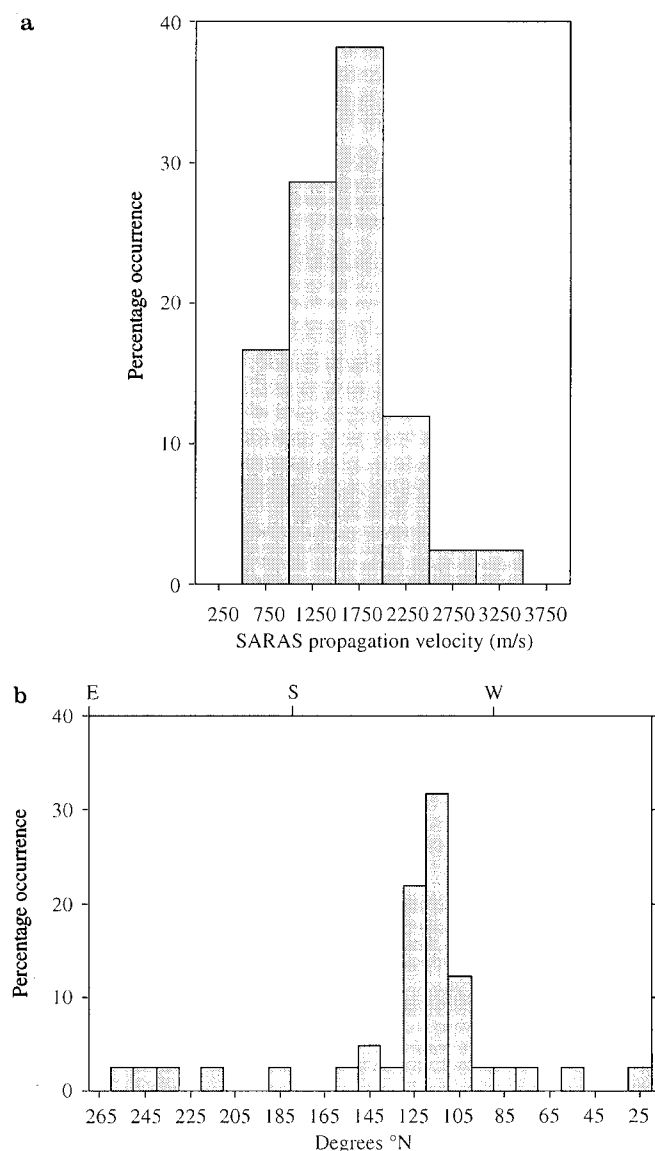 a
40
30
20
10
0
Percentage occurrence
250 750 1250 1750 2250 2750 3250 3750
SARAS propagation velocity (m/s)
b
E S W
40
30
20
10
0
Percentage occurrence
265 245 225 205 185 165 145 125 105 85 65 45 25
Degrees °N